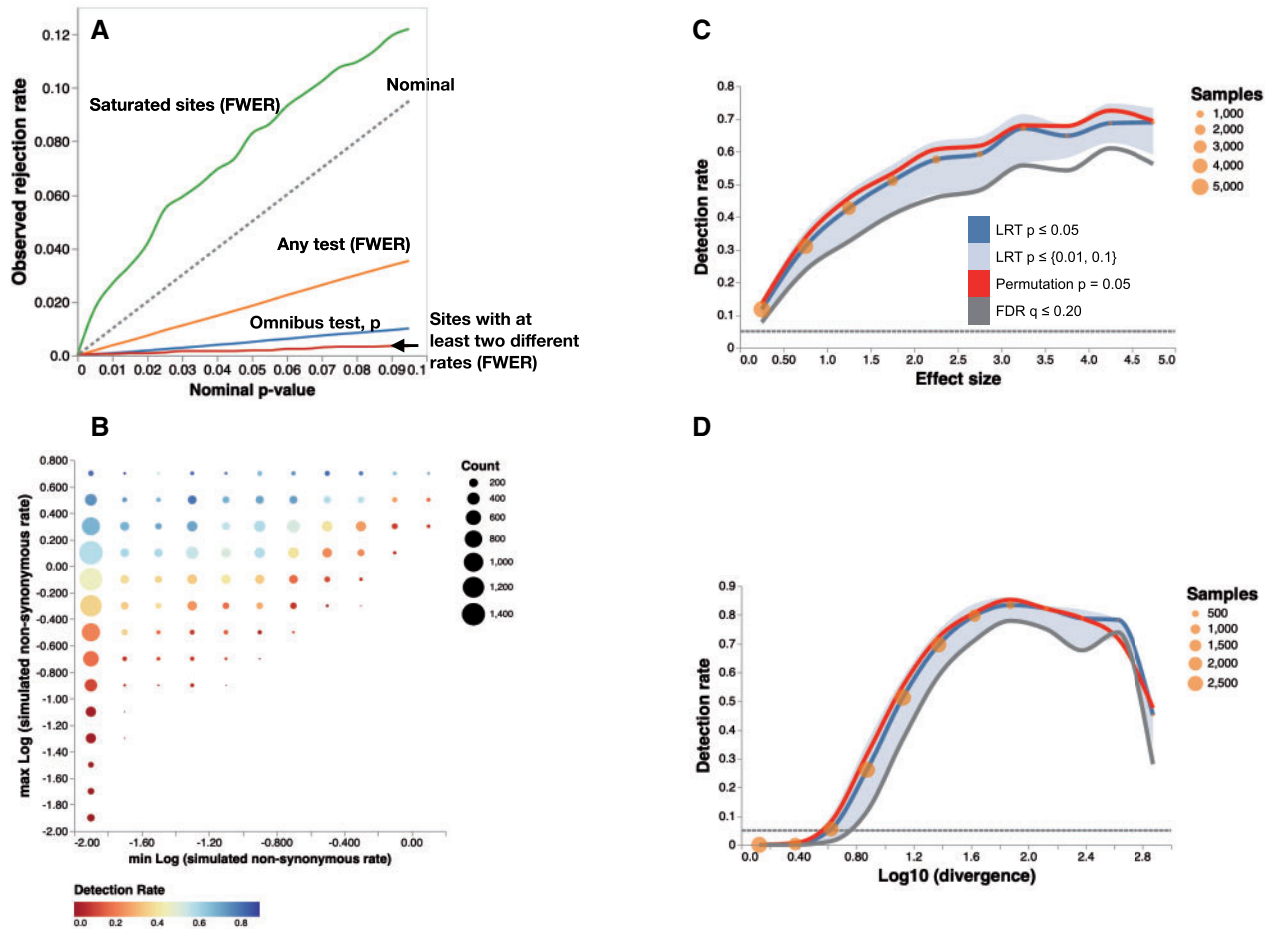 A
0.12
0.10
0.080
0.060
0.040
0.020
0.0
Observed rejection rate
Saturated sites (FWER)
Nominal
Any test (FWER)
Omnibus test, p
Sites with at
least two different
rates (FWER)
0 0.01 0.02 0.03 0.04 0.05 0.06 0.07 0.08 0.09 0.1
Nominal p-value
B
0.800
0.600
0.400
0.200
0.00
-0.200
-0.400
-0.600
-0.800
-1.00
-1.20
-1.40
-1.60
-1.80
-2.00
max Log (simulated non-synonymous rate)
-2.00 -1.60 -1.20 -0.800 -0.400 0.00
min Log (simulated non-synonymous rate)
Count
200
400
600
800
1,000
1,200
1,400
Detection Rate
0.0 0.2 0.4 0.6 0.8
C
0.8
0.7
0.6
0.5
0.4
0.3
0.2
0.1
0
Detection rate
LRT p ≤ 0.05
LRT p ≤ {0.01, 0.1}
Permutation p = 0.05
FDR q ≤ 0.20
0.0 0.50 1.0 1.5 2.0 2.5 3.0 3.5 4.0 4.5 5.0
Effect size
Samples
1,000
2,000
3,000
4,000
5,000
D
0.9
0.8
0.7
0.6
0.5
0.4
0.3
0.2
0.1
0
Detection rate
0.0 0.40 0.80 1.2 1.6 2.0 2.4 2.8
Log10 (divergence)
Samples
500
1,000
1,500
2,000
2,500